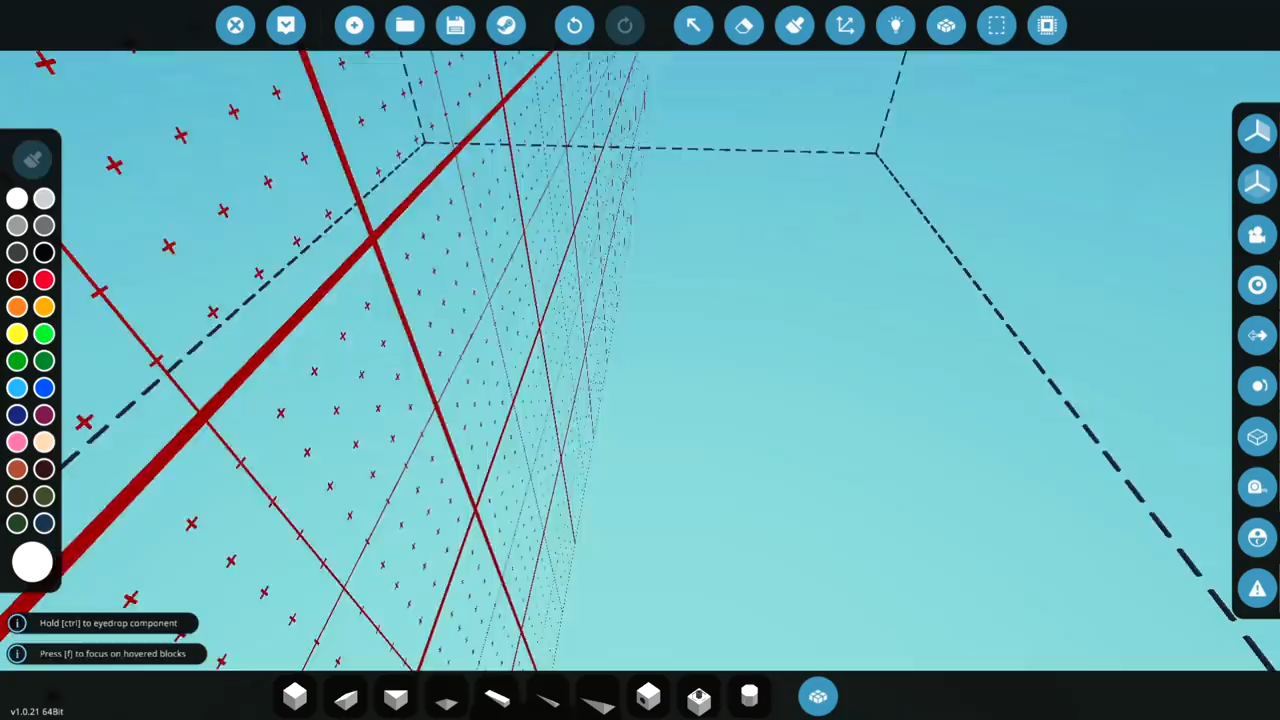 Hold [ctrl] to eyedrop component
Press [f] to focus on hovered blocks
v1.0.21 64Bit